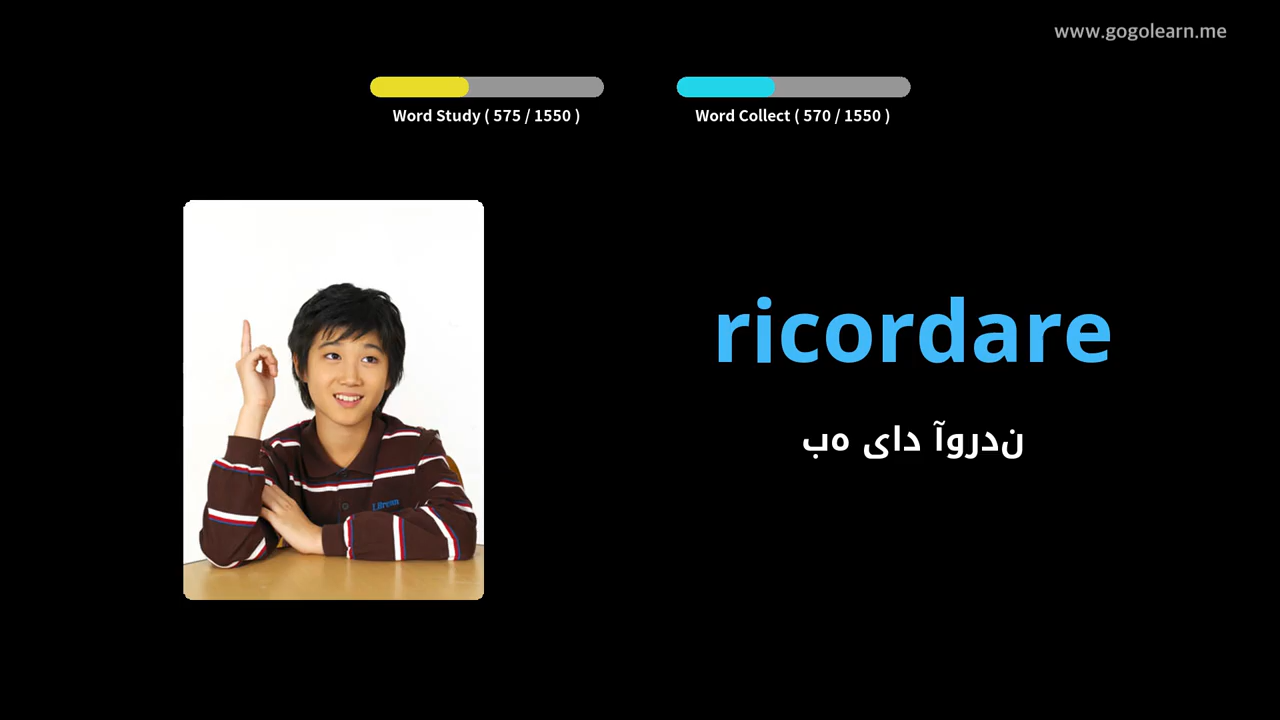 www.gogolearn.me
Word Study ( 575 / 1550 )
Word Collect ( 570 / 1550 )
ricordare
ندروآ دای هب